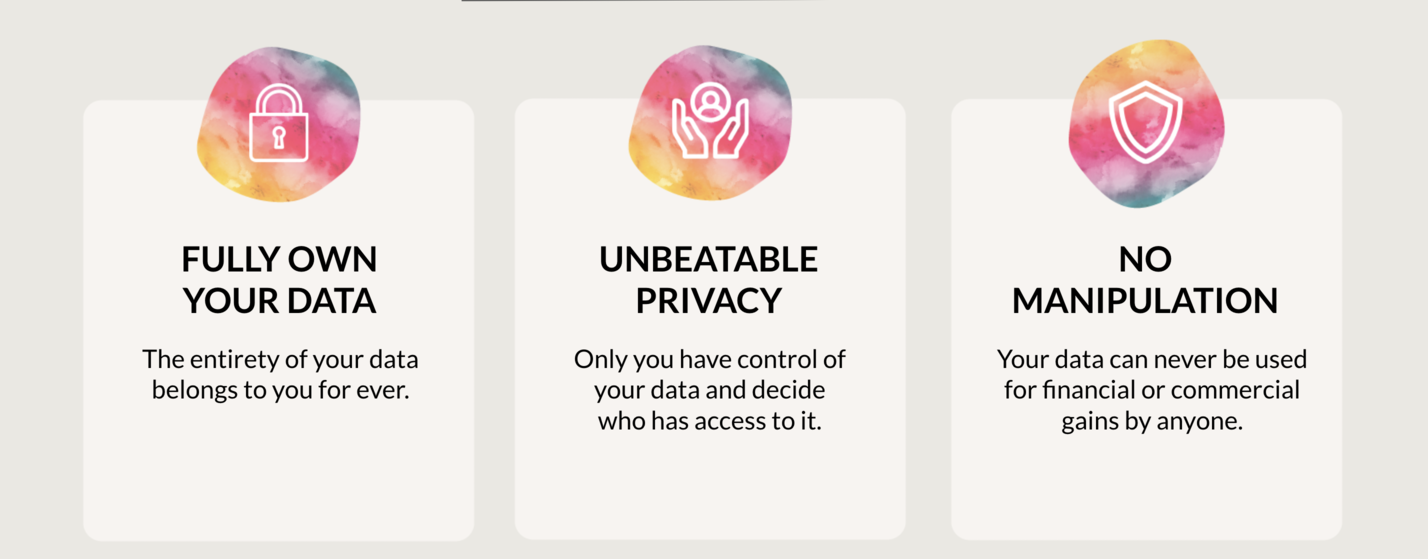 FULLY OWN
YOUR DATA
The entirety of your data
belongs to you for ever.
UNBEATABLE
PRIVACY
Only you have control of
your data and decide
who has access to it.
NO
MANIPULATION
Your data can never be used
for financial or commercial
gains by anyone.